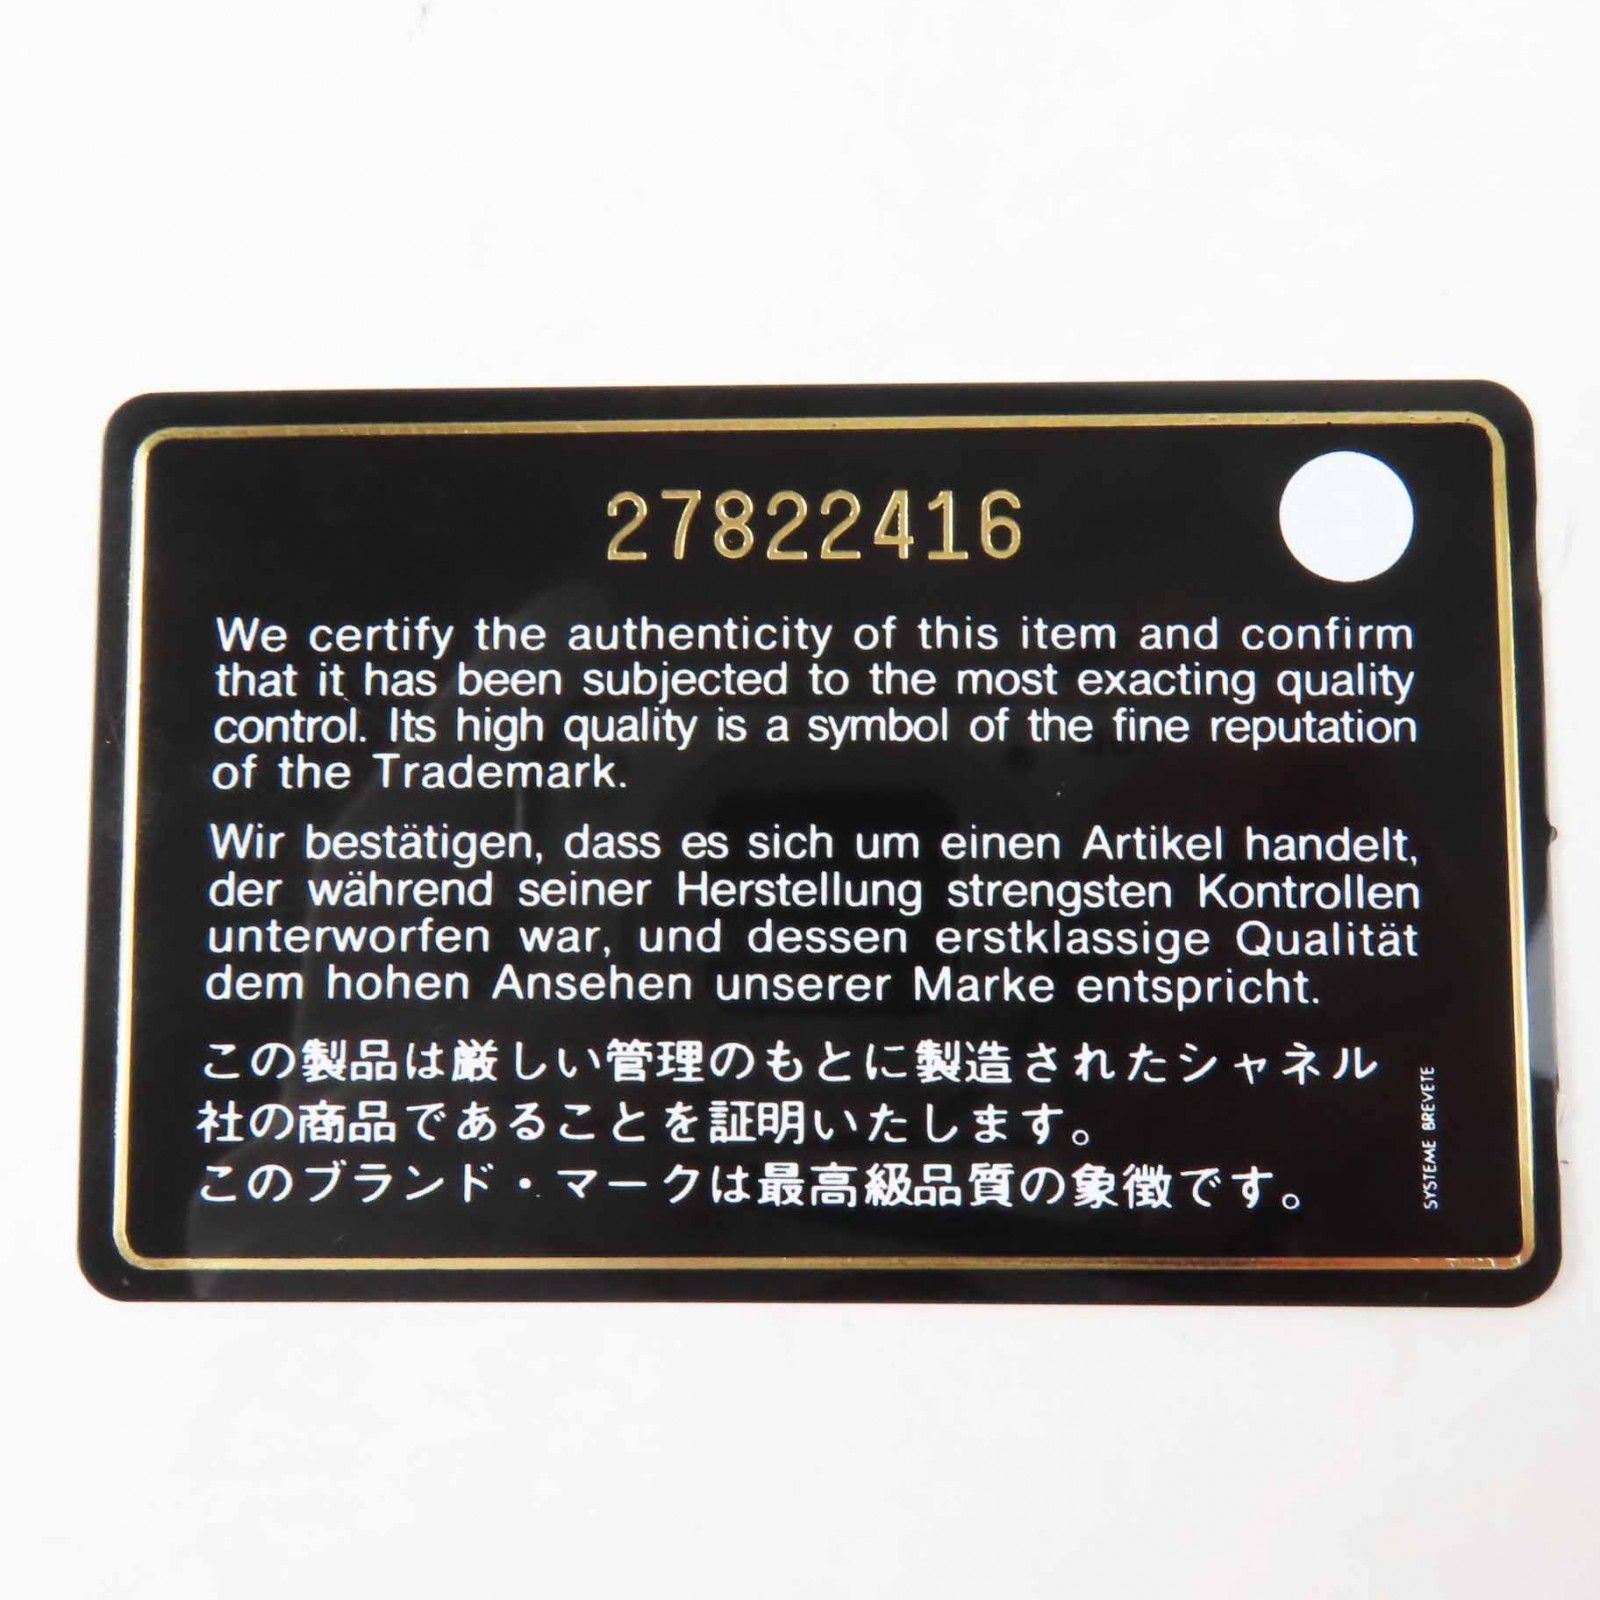 27822416
We certify the authenticity of this item and confirm
that it has been subjected to the most exacting quality
control. Its high quality is a symbol of the fine reputation
of the Trademark.
Wir bestätigen, dass es sich um einen Artikel handelt,
der während seiner Herstellung strengsten Kontrollen
unterworfen war, und dessen erstklassige Qualität
dem hohen Ansehen unserer Marke entspricht.
この製品は厳しい管理のもとに製造されたシャネル
社の商品であることを証明いたします。
このブランド・マークは最高級品質の象徴です。
SYSTEME BREVETE